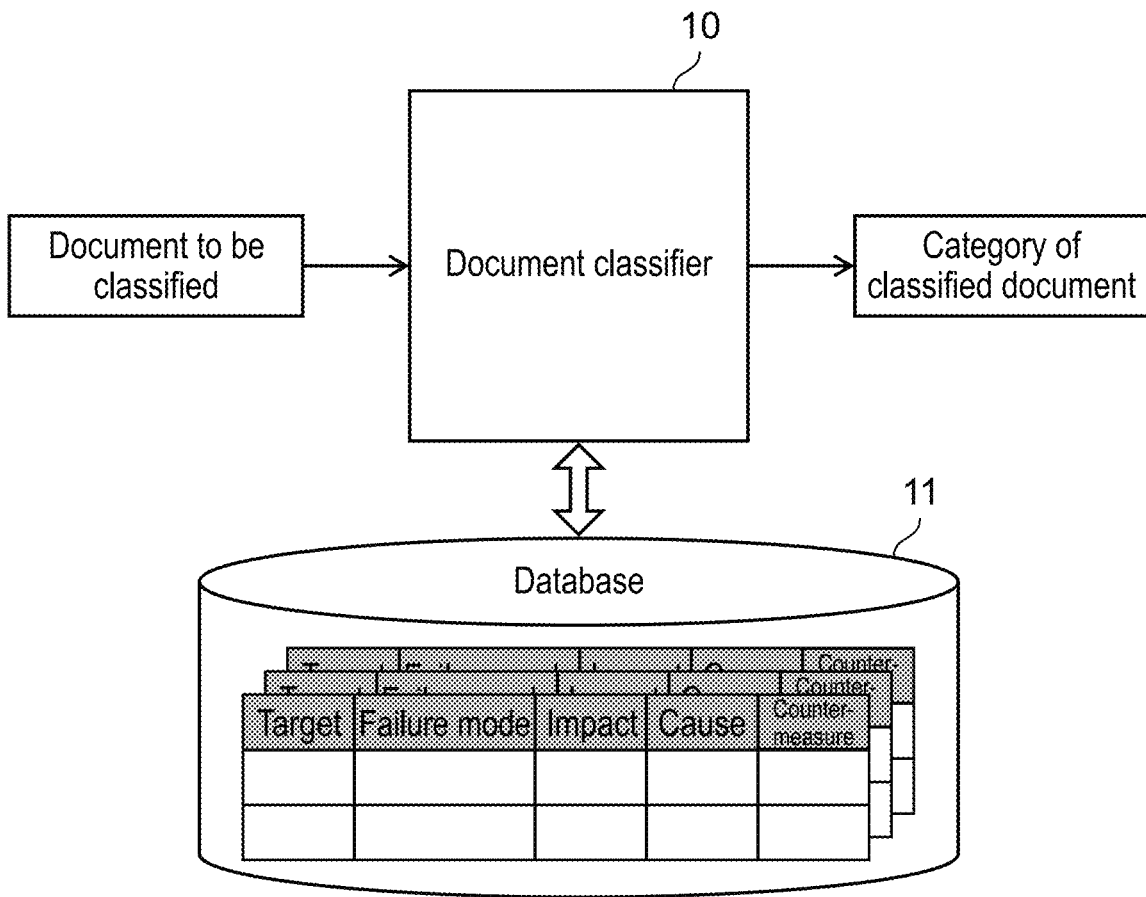 10
Document to be
classified
Document classifier
Category of
classified document
11
Database
Counter-
Counter-
Target
Failure mode
Impact
Cause
Counter-
measure